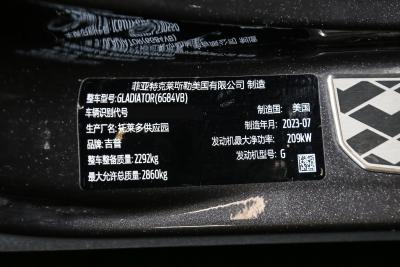 菲亚特克莱斯勒美国有限公司 制造
整车型号: GLADIATOR(6GB4VB)
制造国: 美国
车辆识别代号
制造年月: 2023-07
生产厂名: 托莱多供应园
发动机最大净功率: 209kW
品牌: 吉普
发动机型号: G
整车整备质量: 2292kg
最大允许总质量: 2860kg